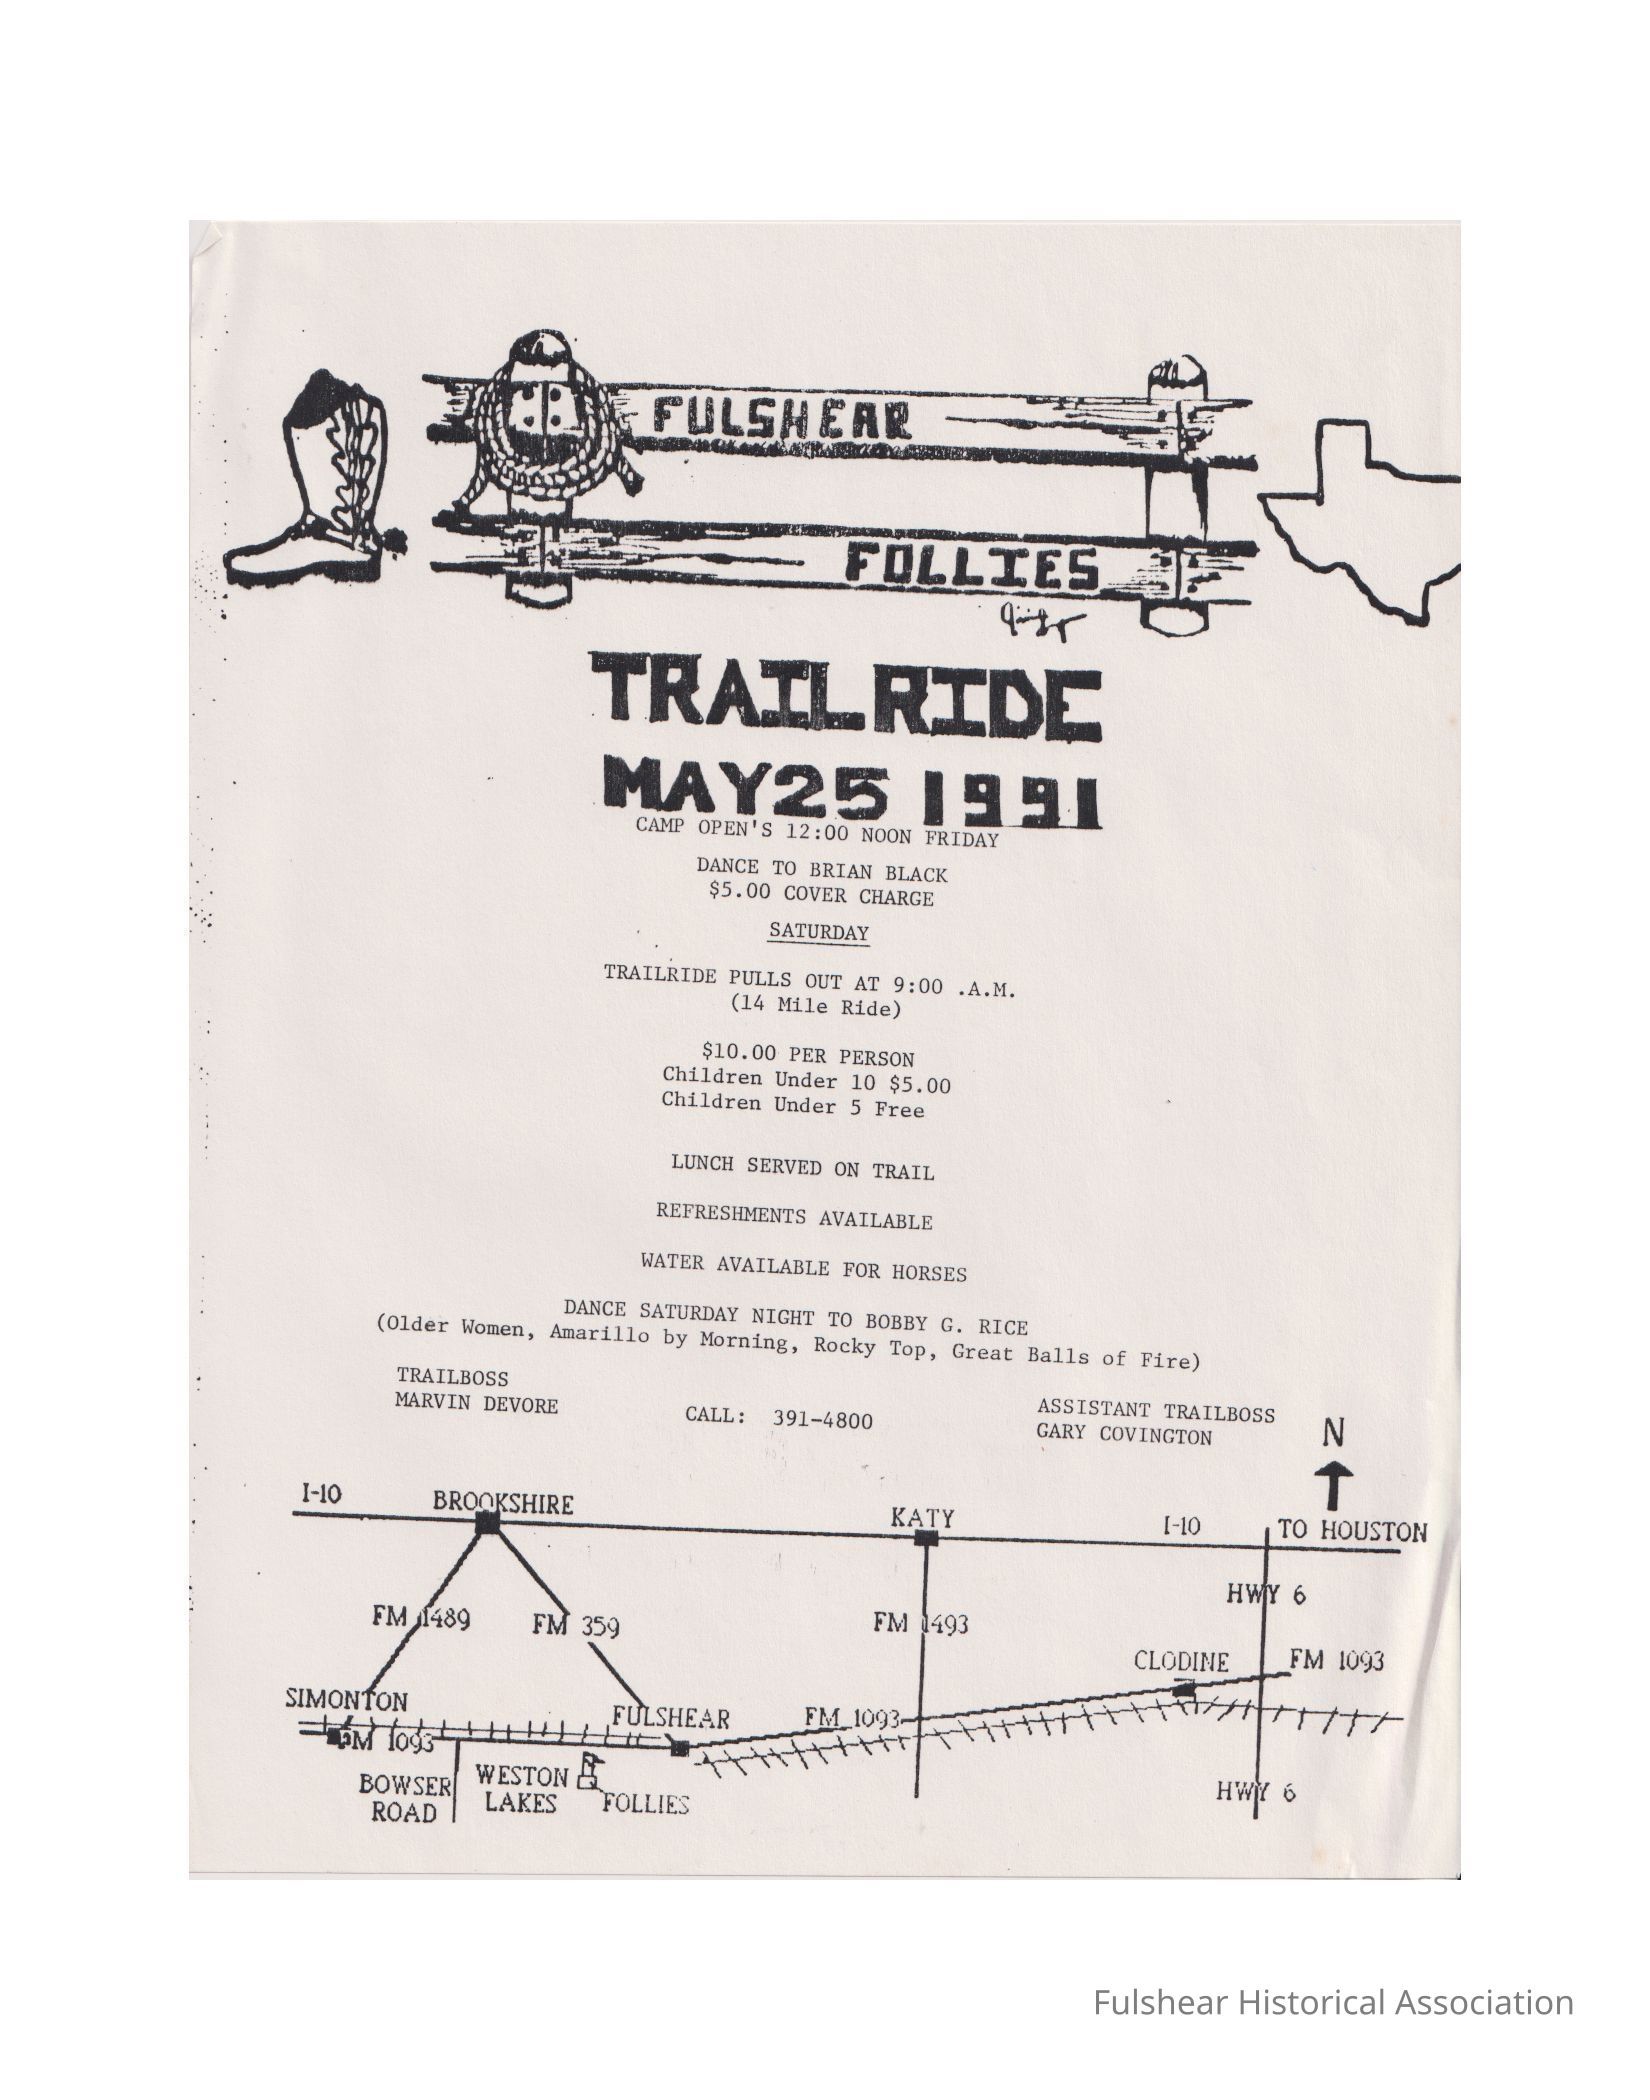 FULSHEAR
FOLLIES
TRAILRIDE
MAY 25 1991
CAMP OPEN'S 12:00 NOON FRIDAY
DANCE TO BRIAN BLACK
$5.00 COVER CHARGE
SATURDAY
TRAILRIDE PULLS OUT AT 9:00 .A.M.
(14 Mile Ride)
$10.00 PER PERSON
Children Under 10 $5.00
Children Under 5 Free
LUNCH SERVED ON TRAIL
REFRESHMENTS AVAILABLE
WATER AVAILABLE FOR HORSES
DANCE SATURDAY NIGHT TO BOBBY G. RICE
(Older Women, Amarillo by Morning, Rocky Top, Great Balls of Fire)
TRAILBOSS
MARVIN DEVORE
CALL: 391-4800
ASSISTANT TRAILBOSS
GARY COVINGTON
N
I-10
BROOKSHIRE
KATY
I-10
TO HOUSTON
HWY 6
FM 1489
FM 359
FM 1493
CLODINE
FM 1093
SIMONTON
FULSHEAR
FM 1093
FM 1093
BOWSER
ROAD
WESTON
LAKES
FOLLIES
HWY 6
Fulshear Historical Association